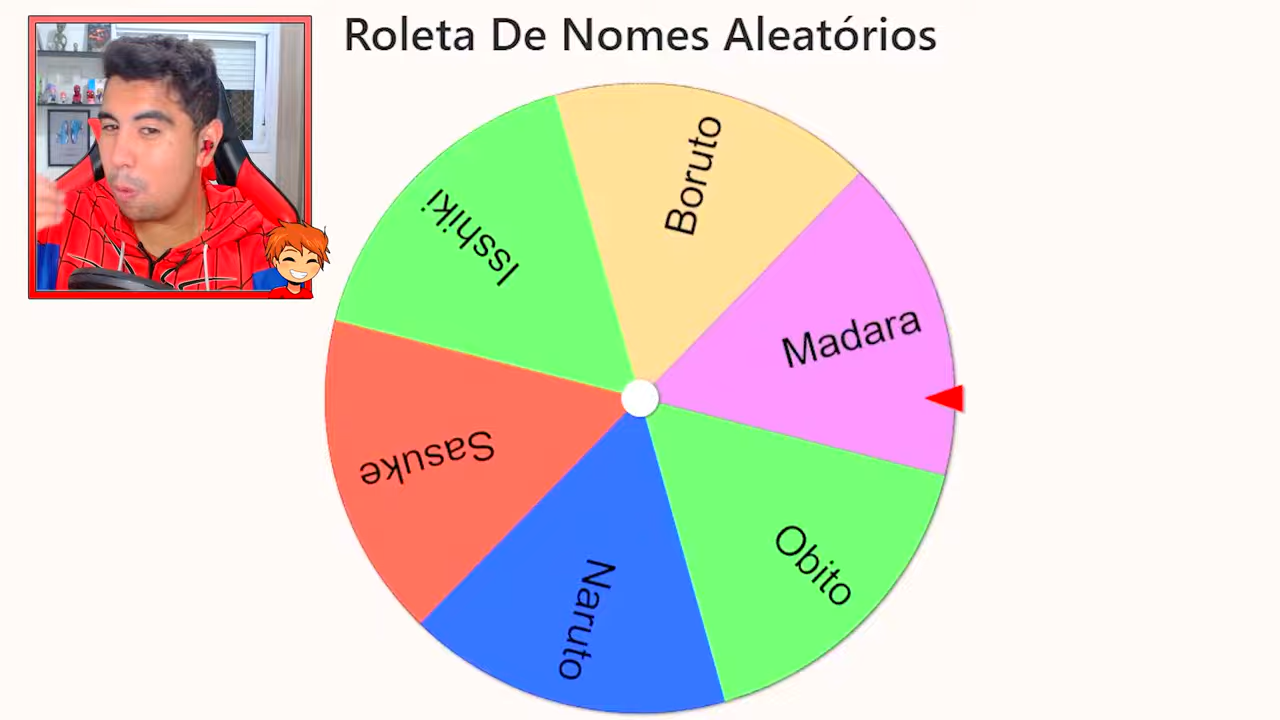 Roleta De Nomes Aleatórios
Boruto
Isshiki
Madara
Sasuke
Obito
Naruto